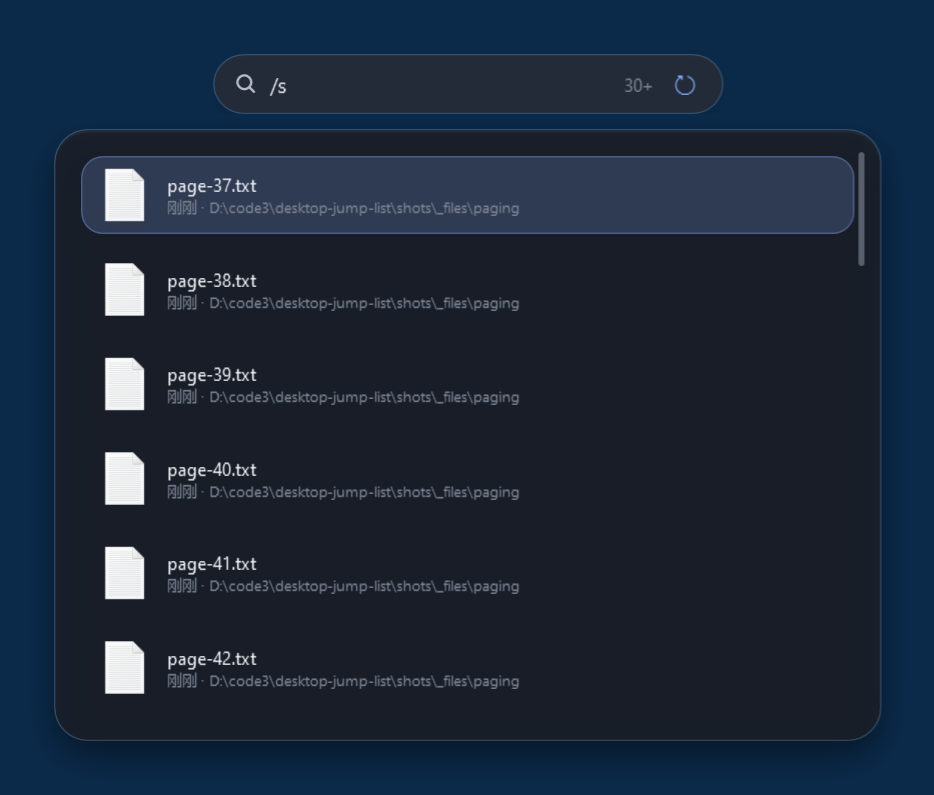 /s
30+
page-37.txt
刚刚 · D:\code3\desktop-jump-list\shots\_files\paging
page-38.txt
刚刚 · D:\code3\desktop-jump-list\shots\_files\paging
page-39.txt
刚刚 · D:\code3\desktop-jump-list\shots\_files\paging
page-40.txt
刚刚 · D:\code3\desktop-jump-list\shots\_files\paging
page-41.txt
刚刚 · D:\code3\desktop-jump-list\shots\_files\paging
page-42.txt
刚刚 · D:\code3\desktop-jump-list\shots\_files\paging